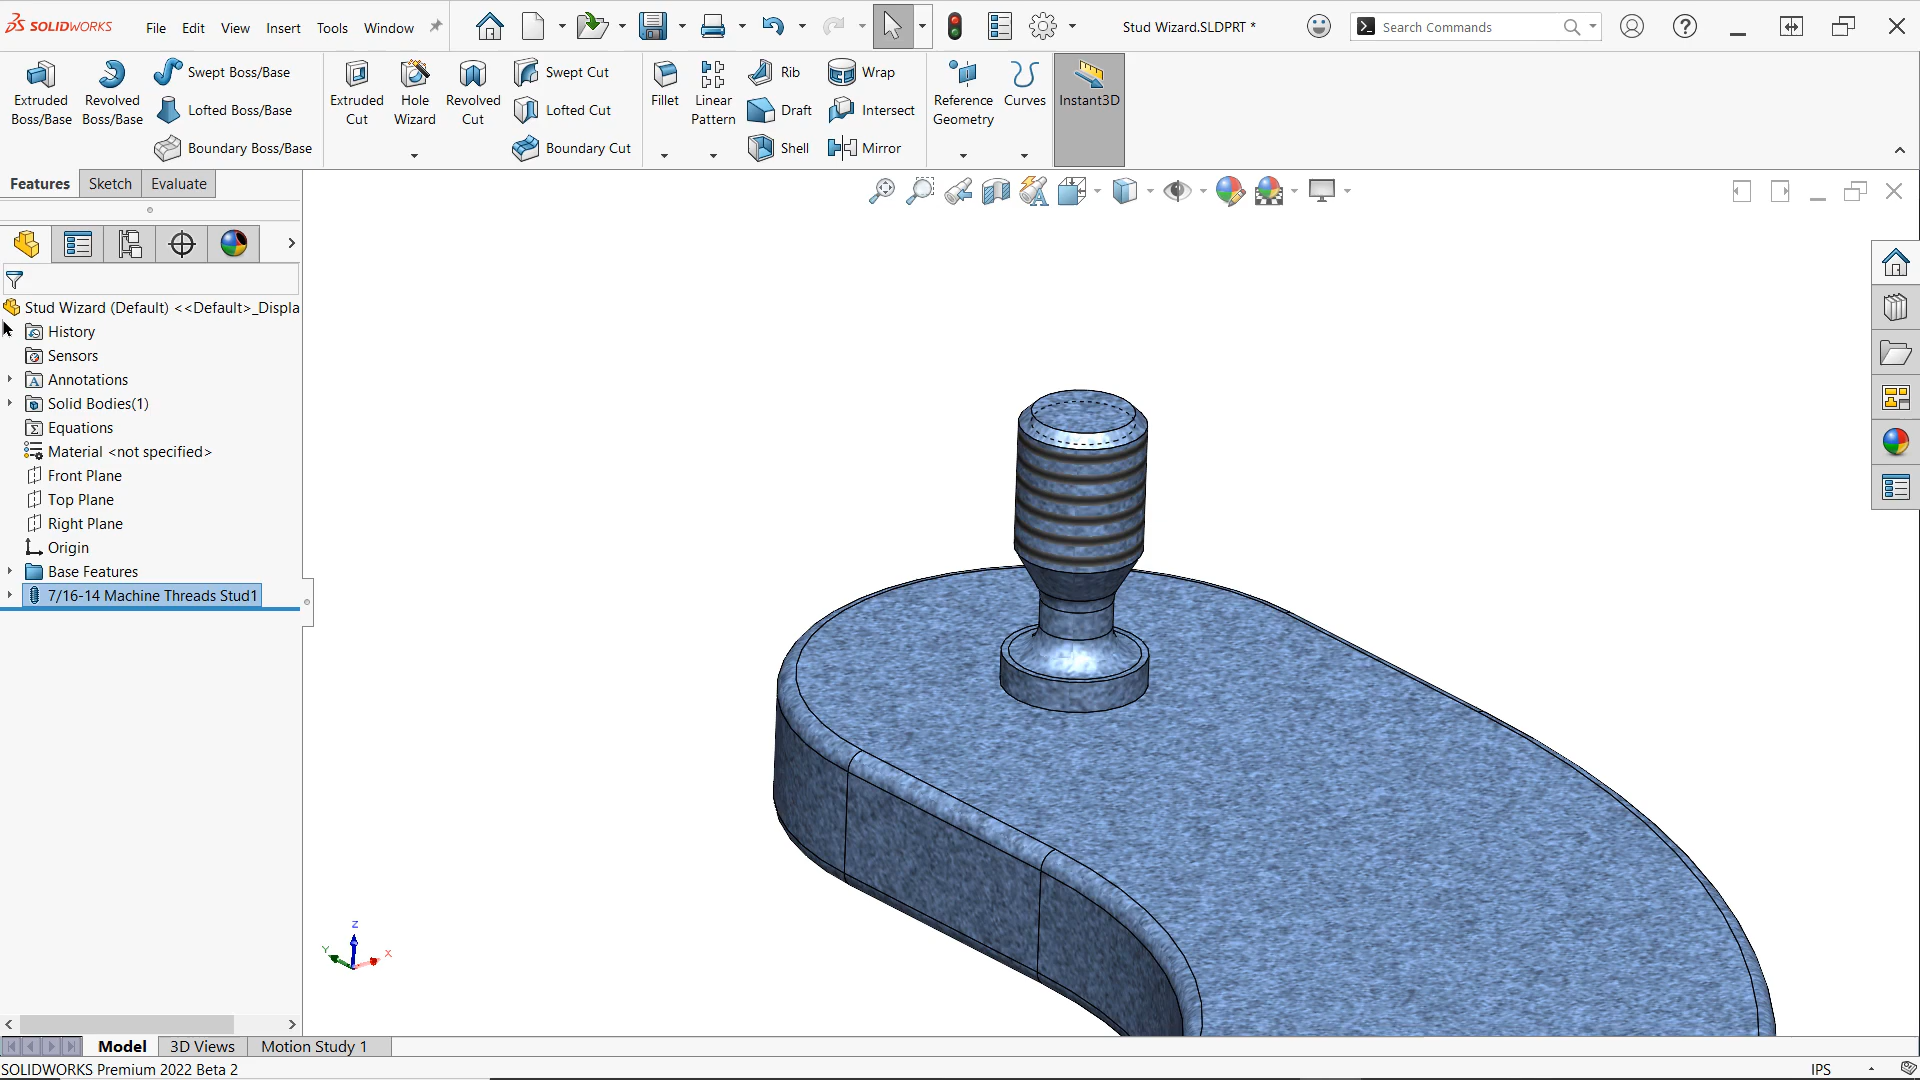 SOLIDWORKS
File Edit View Insert Tools Window
Stud Wizard.SLDPRT *
Search Commands
Extruded Boss/Base
Revolved Boss/Base
Swept Boss/Base
Lofted Boss/Base
Boundary Boss/Base
Extruded Cut
Hole Wizard
Revolved Cut
Swept Cut
Lofted Cut
Boundary Cut
Fillet
Linear Pattern
Rib
Draft
Shell
Wrap
Intersect
Mirror
Reference Geometry
Curves
Instant3D
Features Sketch Evaluate
Stud Wizard (Default) <<Default>_Displa
History
Sensors
Annotations
Solid Bodies(1)
Equations
Material <not specified>
Front Plane
Top Plane
Right Plane
Origin
Base Features
7/16-14 Machine Threads Stud1
Z
Y
X
Model 3D Views Motion Study 1
SOLIDWORKS Premium 2022 Beta 2
IPS